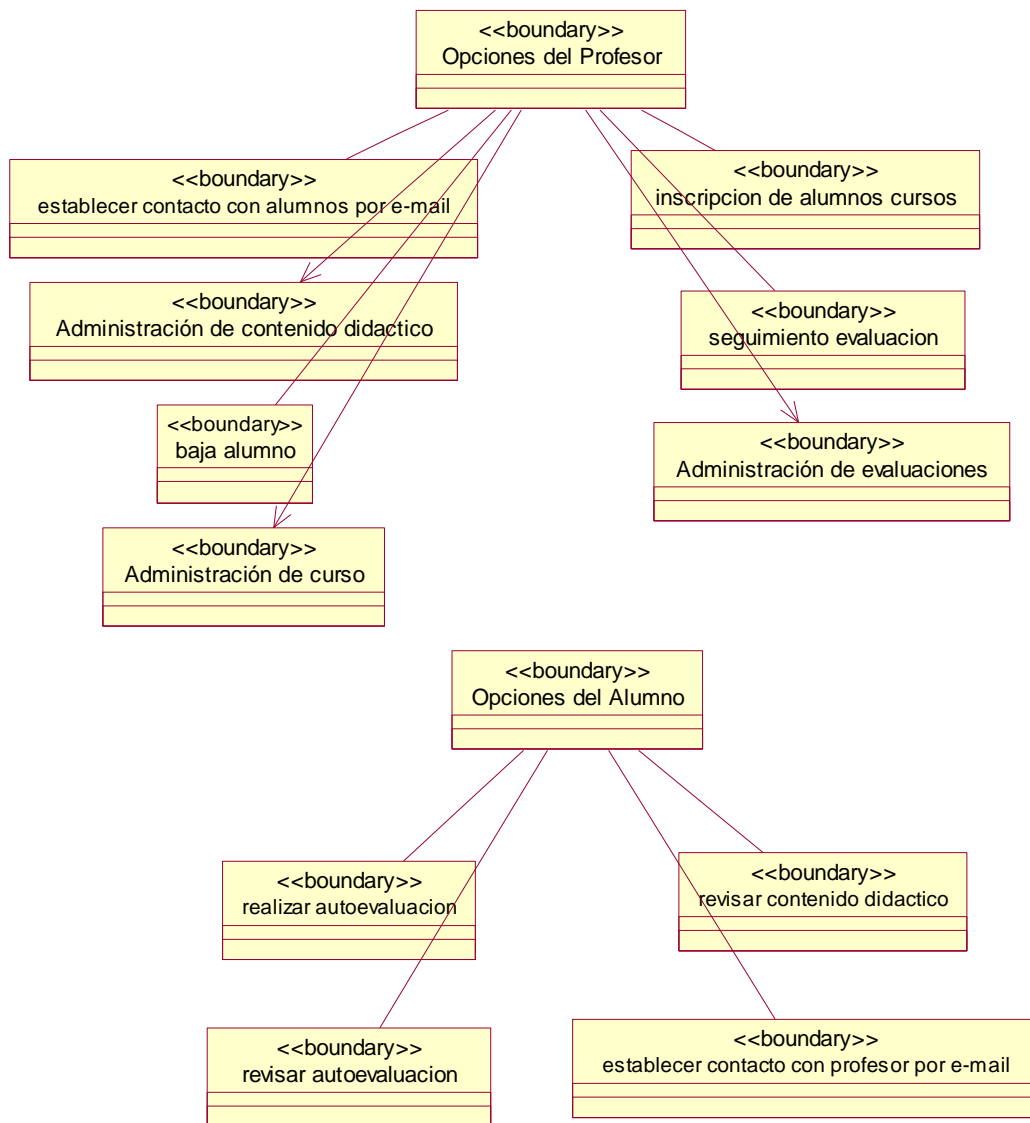 <<boundary>>
Opciones del Profesor
<<boundary>>
establecer contacto con alumnos por e-mail
<<boundary>>
inscripcion de alumnos cursos
<<boundary>>
Administración de contenido didactico
<<boundary>>
seguimiento evaluacion
<<boundary>>
baja alumno
<<boundary>>
Administración de evaluaciones
<<boundary>>
Administración de curso
<<boundary>>
Opciones del Alumno
<<boundary>>
realizar autoevaluacion
<<boundary>>
revisar contenido didactico
<<boundary>>
revisar autoevaluacion
<<boundary>>
establecer contacto con profesor por e-mail